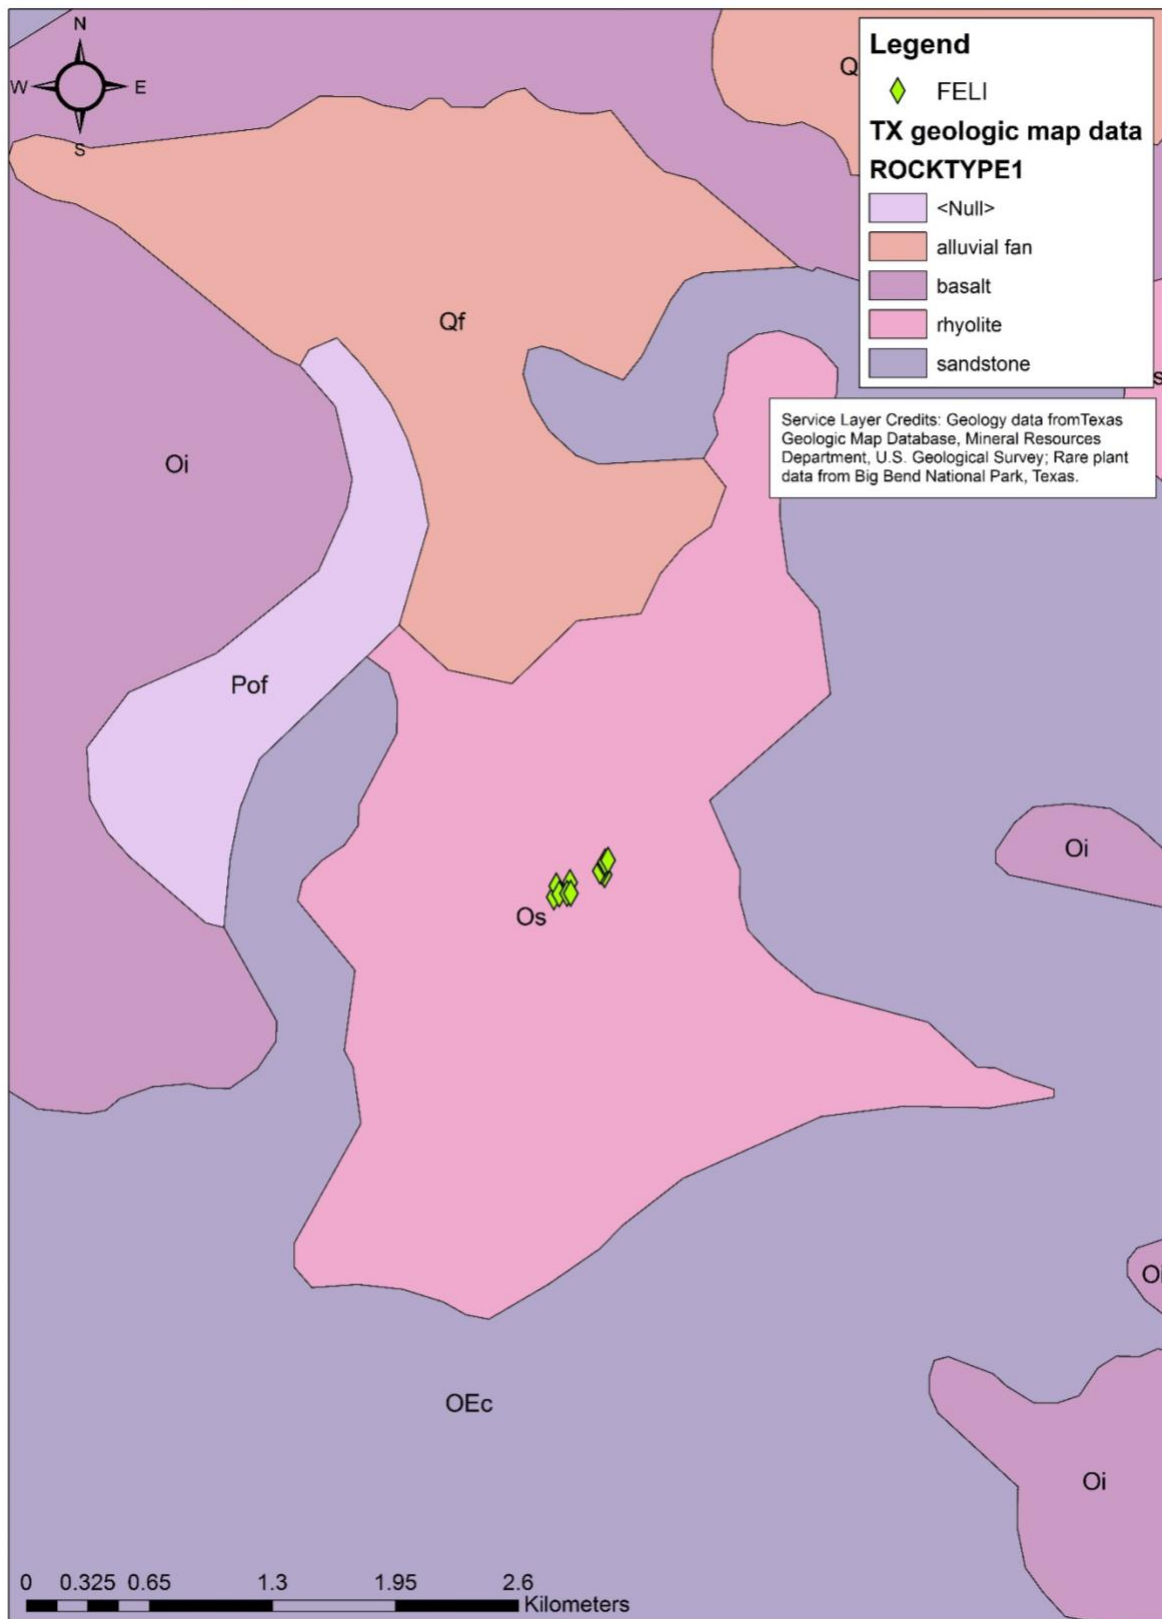 N
W E
S
Legend
FELI
TX geologic map data
ROCKTYPE1
<Null>
alluvial fan
basalt
rhyolite
sandstone
Q
s
Service Layer Credits: Geology data fromTexas
Geologic Map Database, Mineral Resources
Department, U.S. Geological Survey; Rare plant
data from Big Bend National Park, Texas.
Qf
Oi
Pof
Oi
Os
O
OEc
Oi
0 0.325 0.65 1.3 1.95 2.6
Kilometers